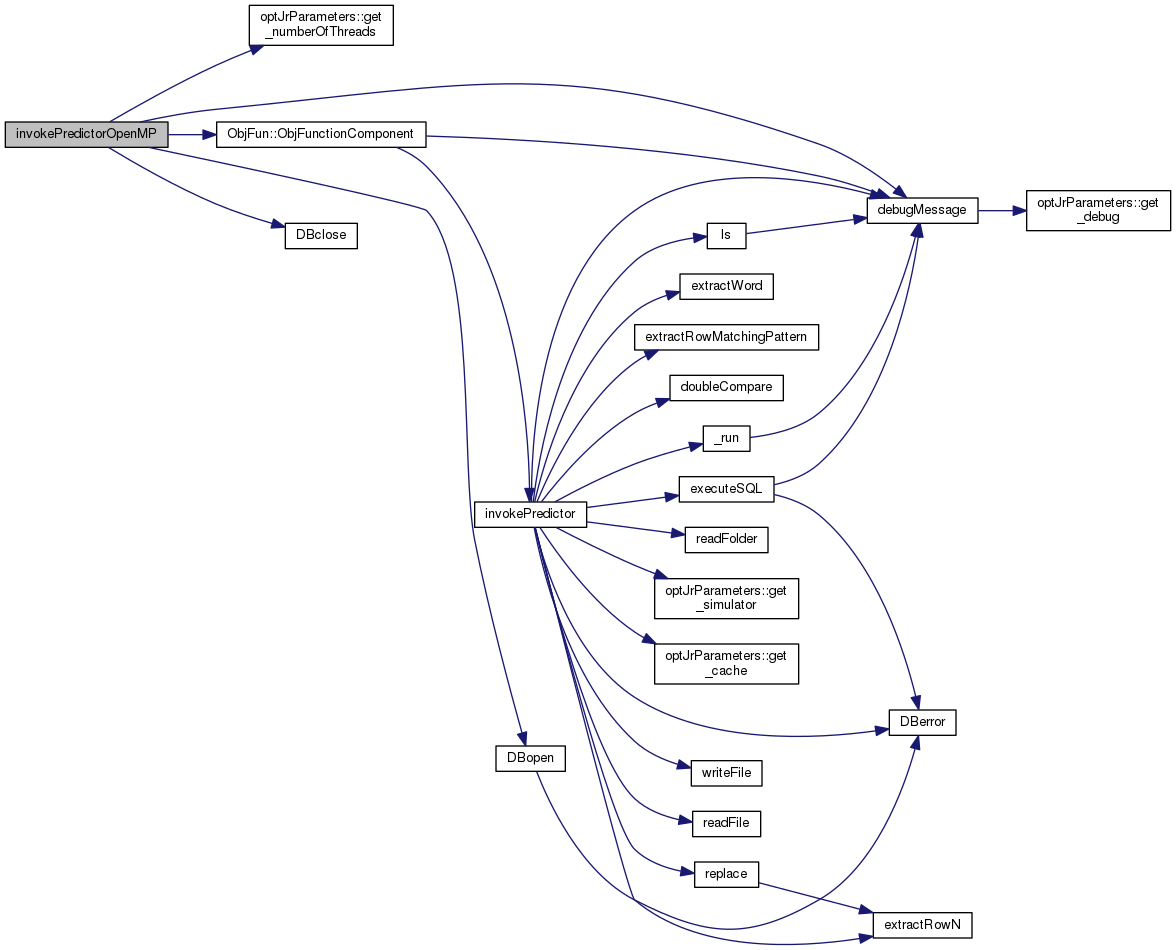 optJrParameters::get
_numberOfThreads
invokePredictorOpenMP
ObjFun::ObjFunctionComponent
debugMessage
optJrParameters::get
_debug
DBclose
ls
extractWord
extractRowMatchingPattern
doubleCompare
_run
executeSQL
invokePredictor
readFolder
optJrParameters::get
_simulator
optJrParameters::get
_cache
DBerror
DBopen
writeFile
readFile
replace
extractRowN